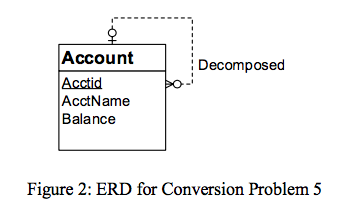 Account
Decomposed
Acctid
AcctName
Balance
Figure 2: ERD for Conversion Problem 5